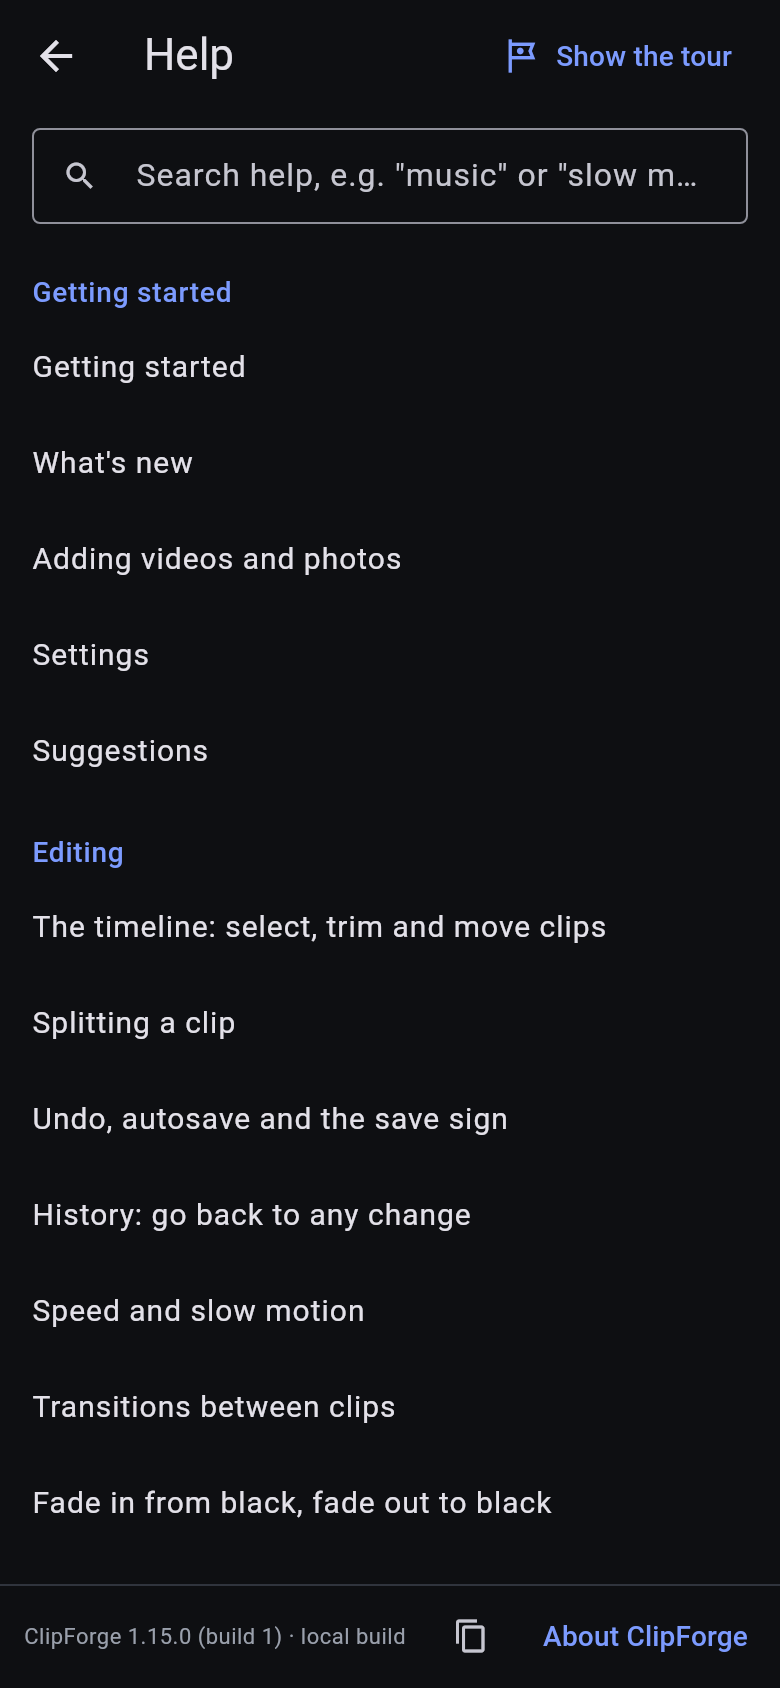 Help
Show the tour
Search help, e.g. "music" or "slow m…
Getting started
Getting started
What's new
Adding videos and photos
Settings
Suggestions
Editing
The timeline: select, trim and move clips
Splitting a clip
Undo, autosave and the save sign
History: go back to any change
Speed and slow motion
Transitions between clips
Fade in from black, fade out to black
ClipForge 1.15.0 (build 1) · local build
About ClipForge